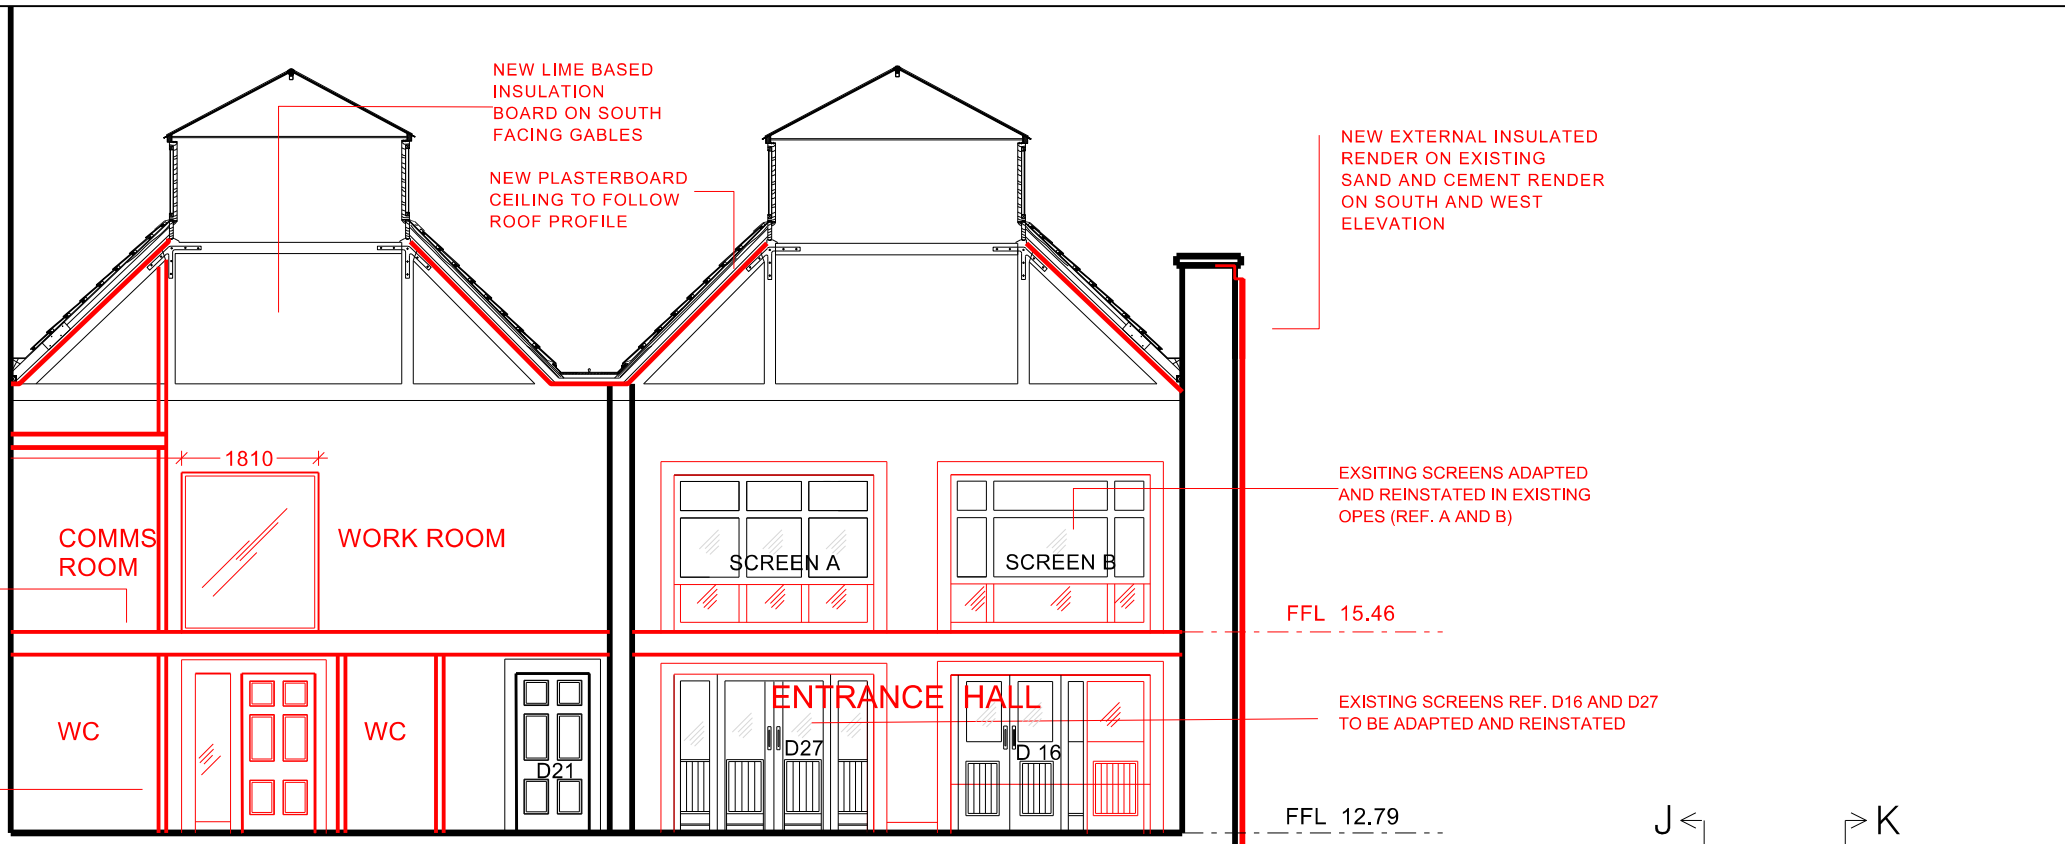 NEW LIME BASED
INSULATION
BOARD ON SOUTH
FACING GABLES
NEW PLASTERBOARD
CEILING TO FOLLOW
ROOF PROFILE
NEW EXTERNAL INSULATED
RENDER ON EXISTING
SAND AND CEMENT RENDER
ON SOUTH AND WEST
ELEVATION
1810
COMMS
ROOM
WORK ROOM
SCREEN A
SCREEN B
EXSITING SCREENS ADAPTED
AND REINSTATED IN EXISTING
OPES (REF. A AND B)
FFL 15.46
WC
WC
D21
ENTRANCE HALL
D27
D 16
EXISTING SCREENS REF. D16 AND D27
TO BE ADAPTED AND REINSTATED
FFL 12.79
J
K